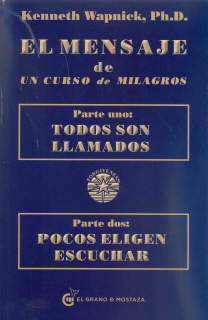 Kenneth Wapnick, Ph.D.
EL MENSAJE
de
UN CURSO de MILAGROS
Parte uno:
TODOS SON
LLAMADOS
FORGIVENESS
Parte dos:
POCOS ELIGEN
ESCUCHAR
EL GRANO DE MOSTAZA